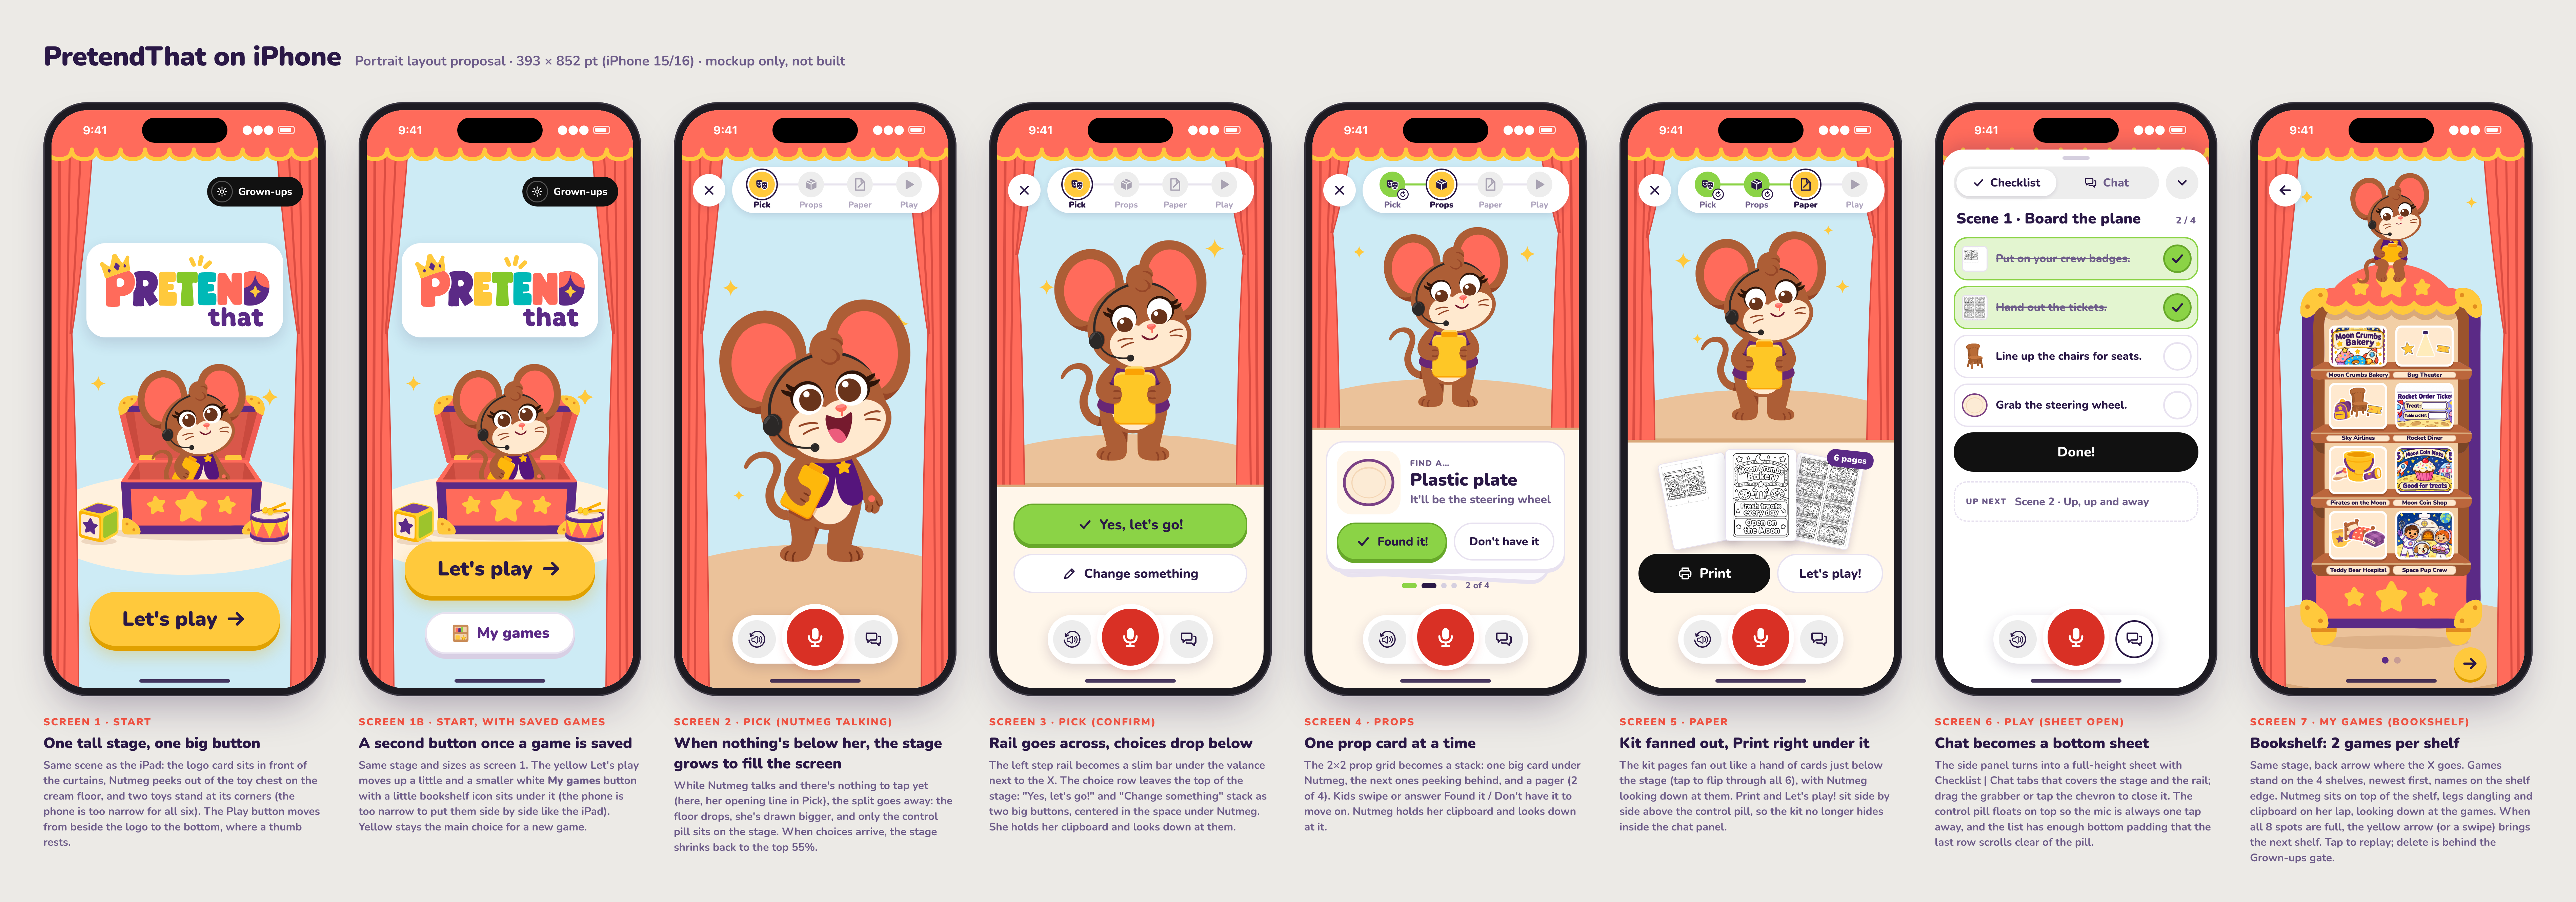 PretendThat on iPhone
Portrait layout proposal · 393 × 852 pt (iPhone 15/16) · mockup only, not built
9:41
Grown-ups
PRETEND
that
Let's play →
SCREEN 1 · START
One tall stage, one big button
Same scene as the iPad: the logo card sits in front of
the curtains, Nutmeg peeks out of the toy chest on the
cream floor, and two toys stand at its corners (the
phone is too narrow for all six). The Play button moves
from beside the logo to the bottom, where a thumb
rests.
9:41
Grown-ups
PRETEND
that
Let's play →
My games
SCREEN 1B · START, WITH SAVED GAMES
A second button once a game is saved
Same stage and sizes as screen 1. The yellow Let's play
moves up a little and a smaller white My games button
with a little bookshelf icon sits under it (the phone is
too narrow to put them side by side like the iPad).
Yellow stays the main choice for a new game.
9:41
Pick
Props
Paper
Play
SCREEN 2 · PICK (NUTMEG TALKING)
When nothing's below her, the stage
grows to fill the screen
While Nutmeg talks and there's nothing to tap yet
(here, her opening line in Pick), the split goes away: the
floor drops, she's drawn bigger, and only the control
pill sits on the stage. When choices arrive, the stage
shrinks back to the top 55%.
9:41
Pick
Props
Paper
Play
Yes, let's go!
Change something
SCREEN 3 · PICK (CONFIRM)
Rail goes across, choices drop below
The left step rail becomes a slim bar under the valance
next to the X. The choice row leaves the top of the
stage: "Yes, let's go!" and "Change something" stack as
two big buttons, centered in the space under Nutmeg.
She holds her clipboard and looks down at them.
9:41
Pick
Props
Paper
Play
FIND A...
Plastic plate
It'll be the steering wheel
Found it!
Don't have it
2 of 4
SCREEN 4 · PROPS
One prop card at a time
The 2×2 prop grid becomes a stack: one big card under
Nutmeg, the next ones peeking behind, and a pager (2
of 4). Kids swipe or answer Found it / Don't have it to
move on. Nutmeg holds her clipboard and looks down
at it.
9:41
Pick
Props
Paper
Play
6 pages
Moon Crumbs
Bakery
Fresh treats
every day
Open on
the Moon
Print
Let's play!
SCREEN 5 · PAPER
Kit fanned out, Print right under it
The kit pages fan out like a hand of cards just below
the stage (tap to flip through all 6), with Nutmeg
looking down at them. Print and Let's play! sit side by
side above the control pill, so the kit no longer hides
inside the chat panel.
9:41
Checklist
Chat
Scene 1 · Board the plane
2 / 4
Put on your crew badges.
Hand out the tickets.
Line up the chairs for seats.
Grab the steering wheel.
Done!
UP NEXT
Scene 2 · Up, up and away
SCREEN 6 · PLAY (SHEET OPEN)
Chat becomes a bottom sheet
The side panel turns into a full-height sheet with
Checklist | Chat tabs that covers the stage and the rail;
drag the grabber or tap the chevron to close it. The
control pill floats on top so the mic is always one tap
away, and the list has enough bottom padding that the
last row scrolls clear of the pill.
9:41
Moon Crumbs
Bakery
Moon Crumbs Bakery
Bug Theater
Rocket Order Ticke
Treat:
Sky Airlines
Rocket Diner
Moon Coin Note
Good for treats
Pirates on the Moon
Moon Coin Shop
Teddy Bear Hospital
Space Pup Crew
SCREEN 7 · MY GAMES (BOOKSHELF)
Bookshelf: 2 games per shelf
Same stage, back arrow where the X goes. Games
stand on the 4 shelves, newest first, names on the shelf
edge. Nutmeg sits on top of the shelf, legs dangling and
clipboard on her lap, looking down at the games. When
all 8 spots are full, the yellow arrow (or a swipe) brings
the next shelf. Tap to replay; delete is behind the
Grown-ups gate.